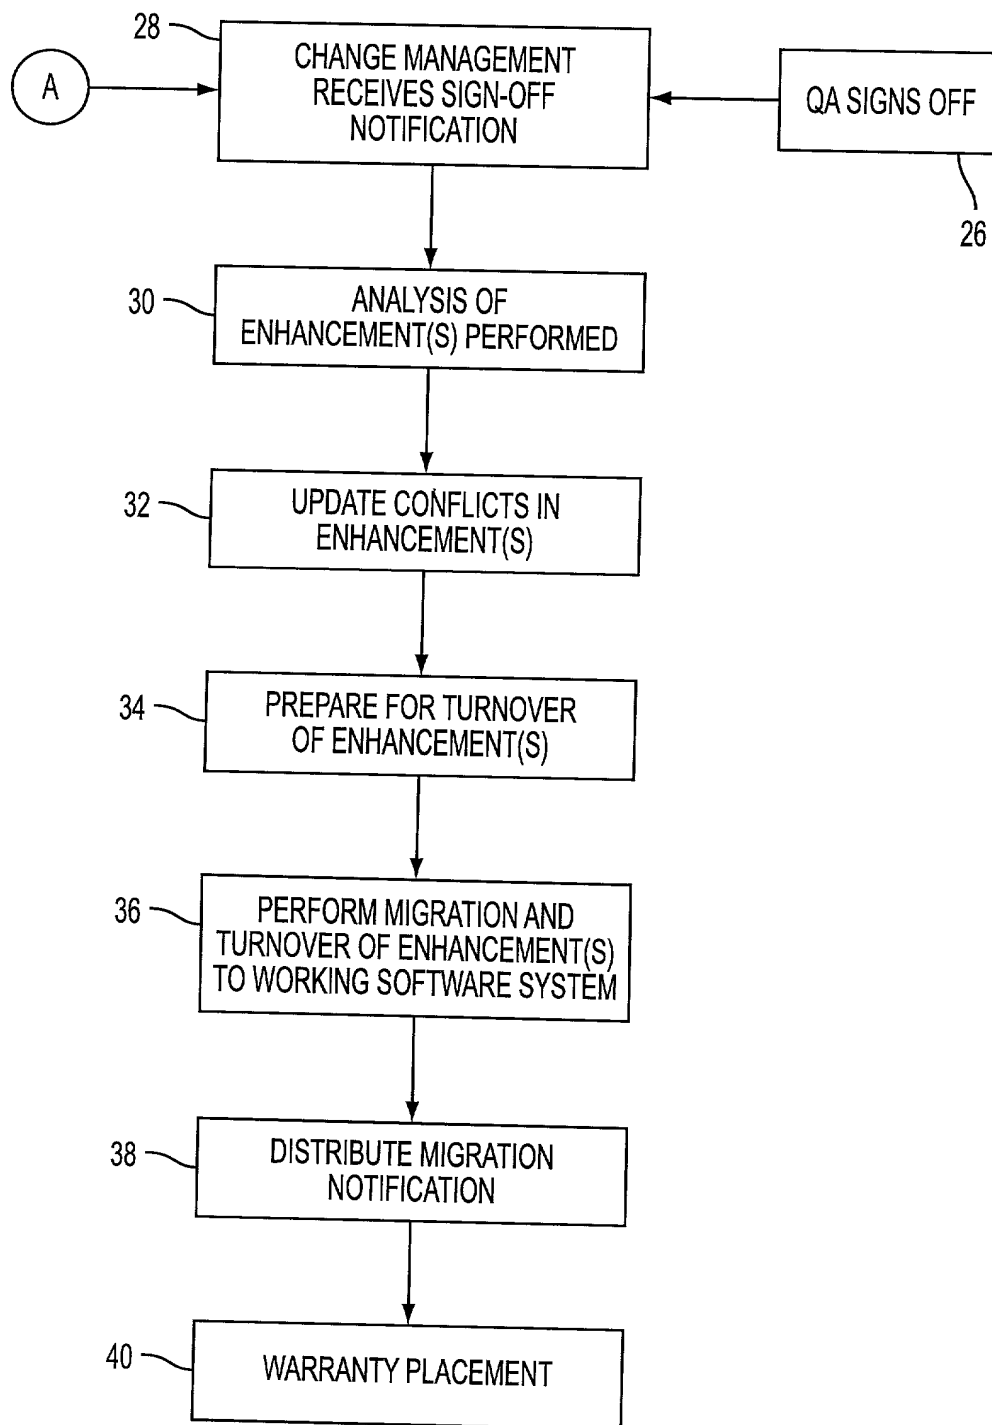 28
CHANGE MANAGEMENT
RECEIVES SIGN-OFF
NOTIFICATION
A
QA SIGNS OFF
26
30
ANALYSIS OF
ENHANCEMENT(S) PERFORMED
32
UPDATE CONFLICTS IN
ENHANCEMENT(S)
34
PREPARE FOR TURNOVER
OF ENHANCEMENT(S)
36
PERFORM MIGRATION AND
TURNOVER OF ENHANCEMENT(S)
TO WORKING SOFTWARE SYSTEM
38
DISTRIBUTE MIGRATION
NOTIFICATION
40
WARRANTY PLACEMENT